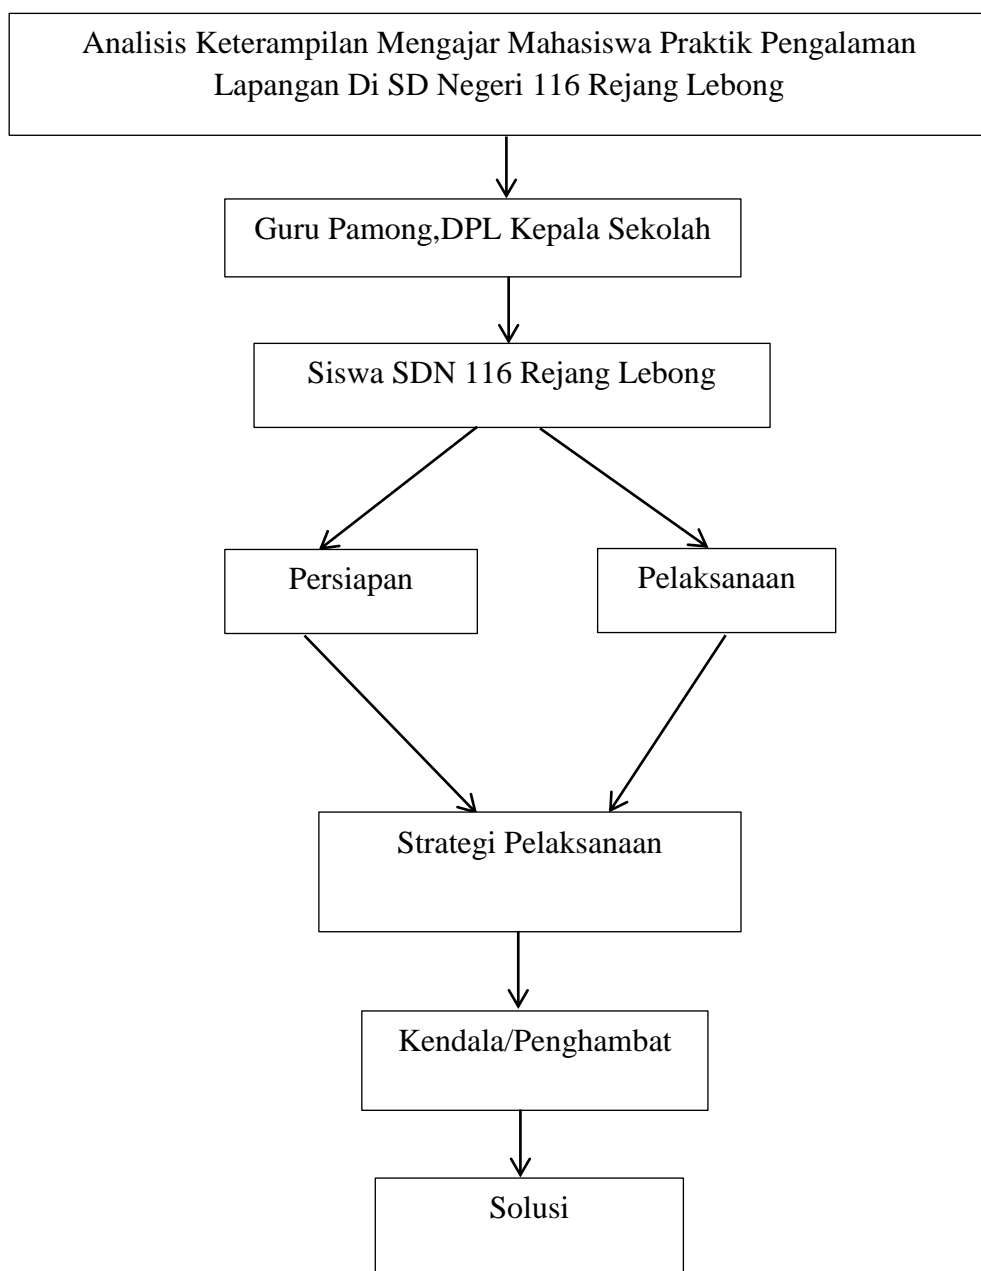 Analisis Keterampilan Mengajar Mahasiswa Praktik Pengalaman
Lapangan Di SD Negeri 116 Rejang Lebong
Guru Pamong,DPL Kepala Sekolah
Siswa SDN 116 Rejang Lebong
Persiapan
Pelaksanaan
Strategi Pelaksanaan
Kendala/Penghambat
Solusi